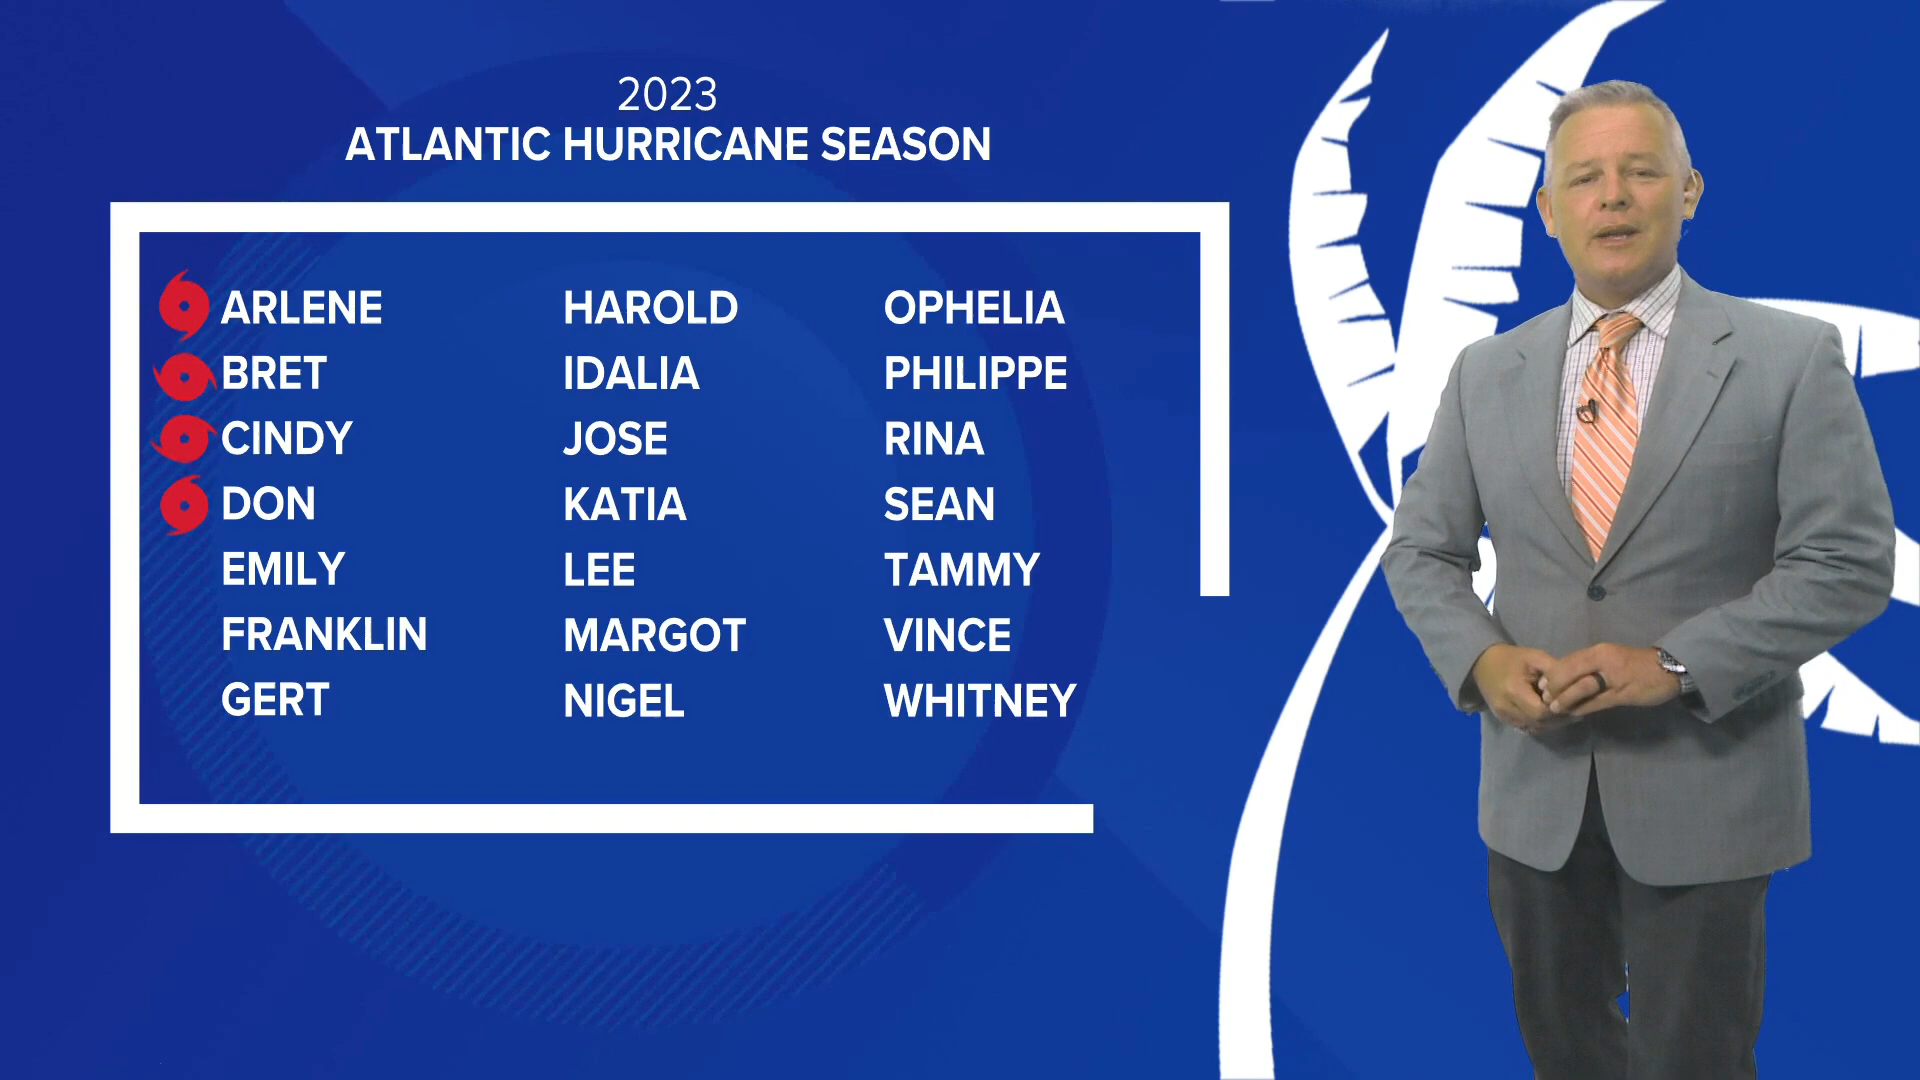 2023
ATLANTIC HURRICANE SEASON
ARLENE
BRET
CINDY
DON
EMILY
FRANKLIN
GERT
HAROLD
IDALIA
JOSE
KATIA
LEE
MARGOT
NIGEL
OPHELIA
PHILIPPE
RINA
SEAN
TAMMY
VINCE
WHITNEY